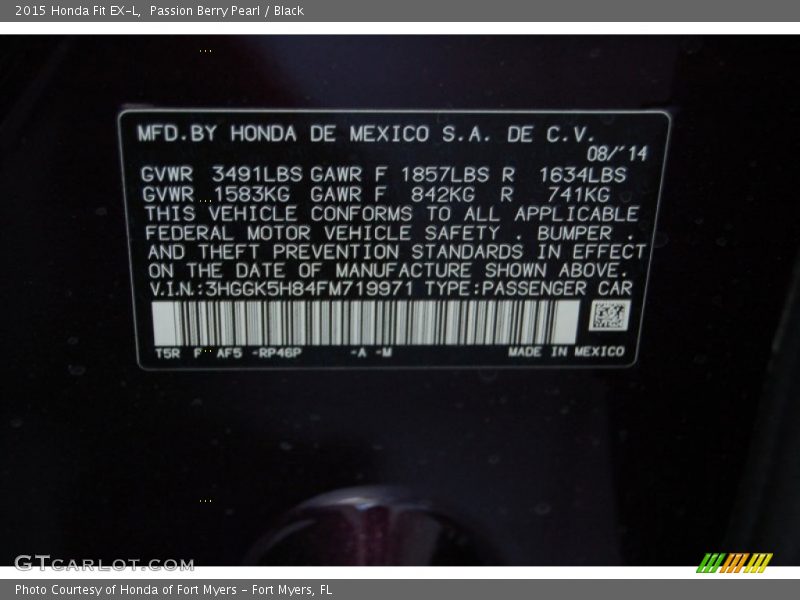 2015 Honda Fit EX-L, Passion Berry Pearl / Black
MFD.BY HONDA DE MEXICO S.A. DE C.V.
08/'14
GVWR 3491LBS GAWR F 1857LBS R 1634LBS
GVWR 1583KG GAWR F 842KG R 741KG
THIS VEHICLE CONFORMS TO ALL APPLICABLE
FEDERAL MOTOR VEHICLE SAFETY , BUMPER ,
AND THEFT PREVENTION STANDARDS IN EFFECT
ON THE DATE OF MANUFACTURE SHOWN ABOVE.
V.I.N.:3HGGK5H84FM719971 TYPE:PASSENGER CAR
T5R F AF5 -RP46P -A -M MADE IN MEXICO
GTCARLOT.COM
Photo Courtesy of Honda of Fort Myers - Fort Myers, FL